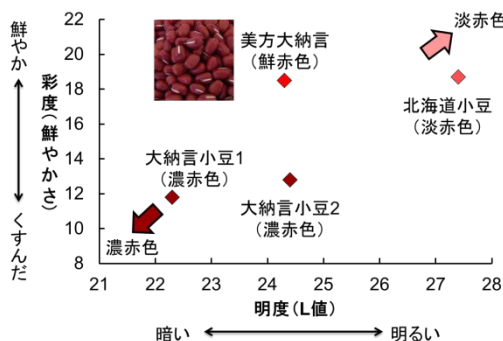 鮮やか
くすんだ
彩度(鮮やかさ)
22
20
18
16
14
12
10
8
美方大納言
(鮮赤色)
淡赤色
北海道小豆
(淡赤色)
大納言小豆1
(濃赤色)
大納言小豆2
(濃赤色)
濃赤色
21 22 23 24 25 26 27 28
明度(L値)
暗い 明るい